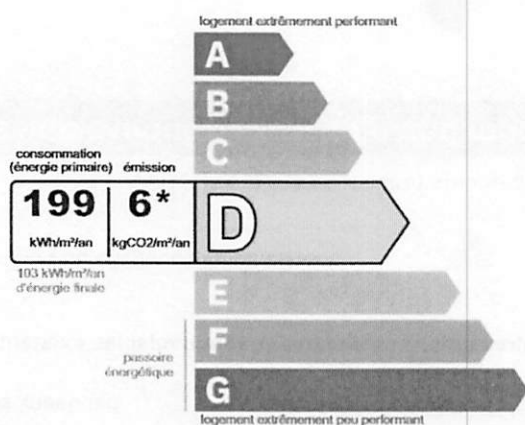 logement extrêmement performant
A
B
C
consommation
(énergie primaire) émission
199 6*
kWh/m²/an kgCO2/m²/an
D
103 kWh/m²/an
d'énergie finale
E
passoire
énergétique
F
G
logement extrêmement peu performant